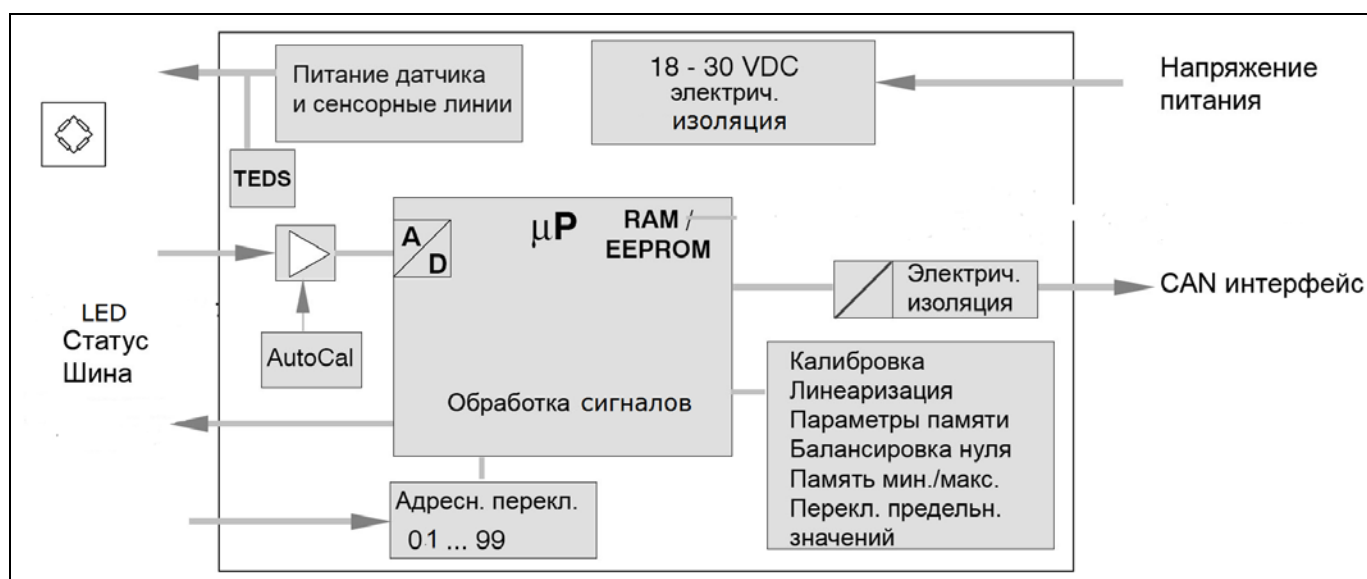 Питание датчика
и сенсорные линии
18 - 30 VDC
электрич.
изоляция
Напряжение
питания
TEDS
A
D
µP
RAM /
EEPROM
Электрич.
изоляция
CAN интерфейс
LED
Статус
Шина
AutoCal
Обработка сигналов
Калибровка
Линеаризация
Параметры памяти
Балансировка нуля
Память мин./макс.
Перекл. предельн.
значений
Адресн. перекл.
01 ... 99